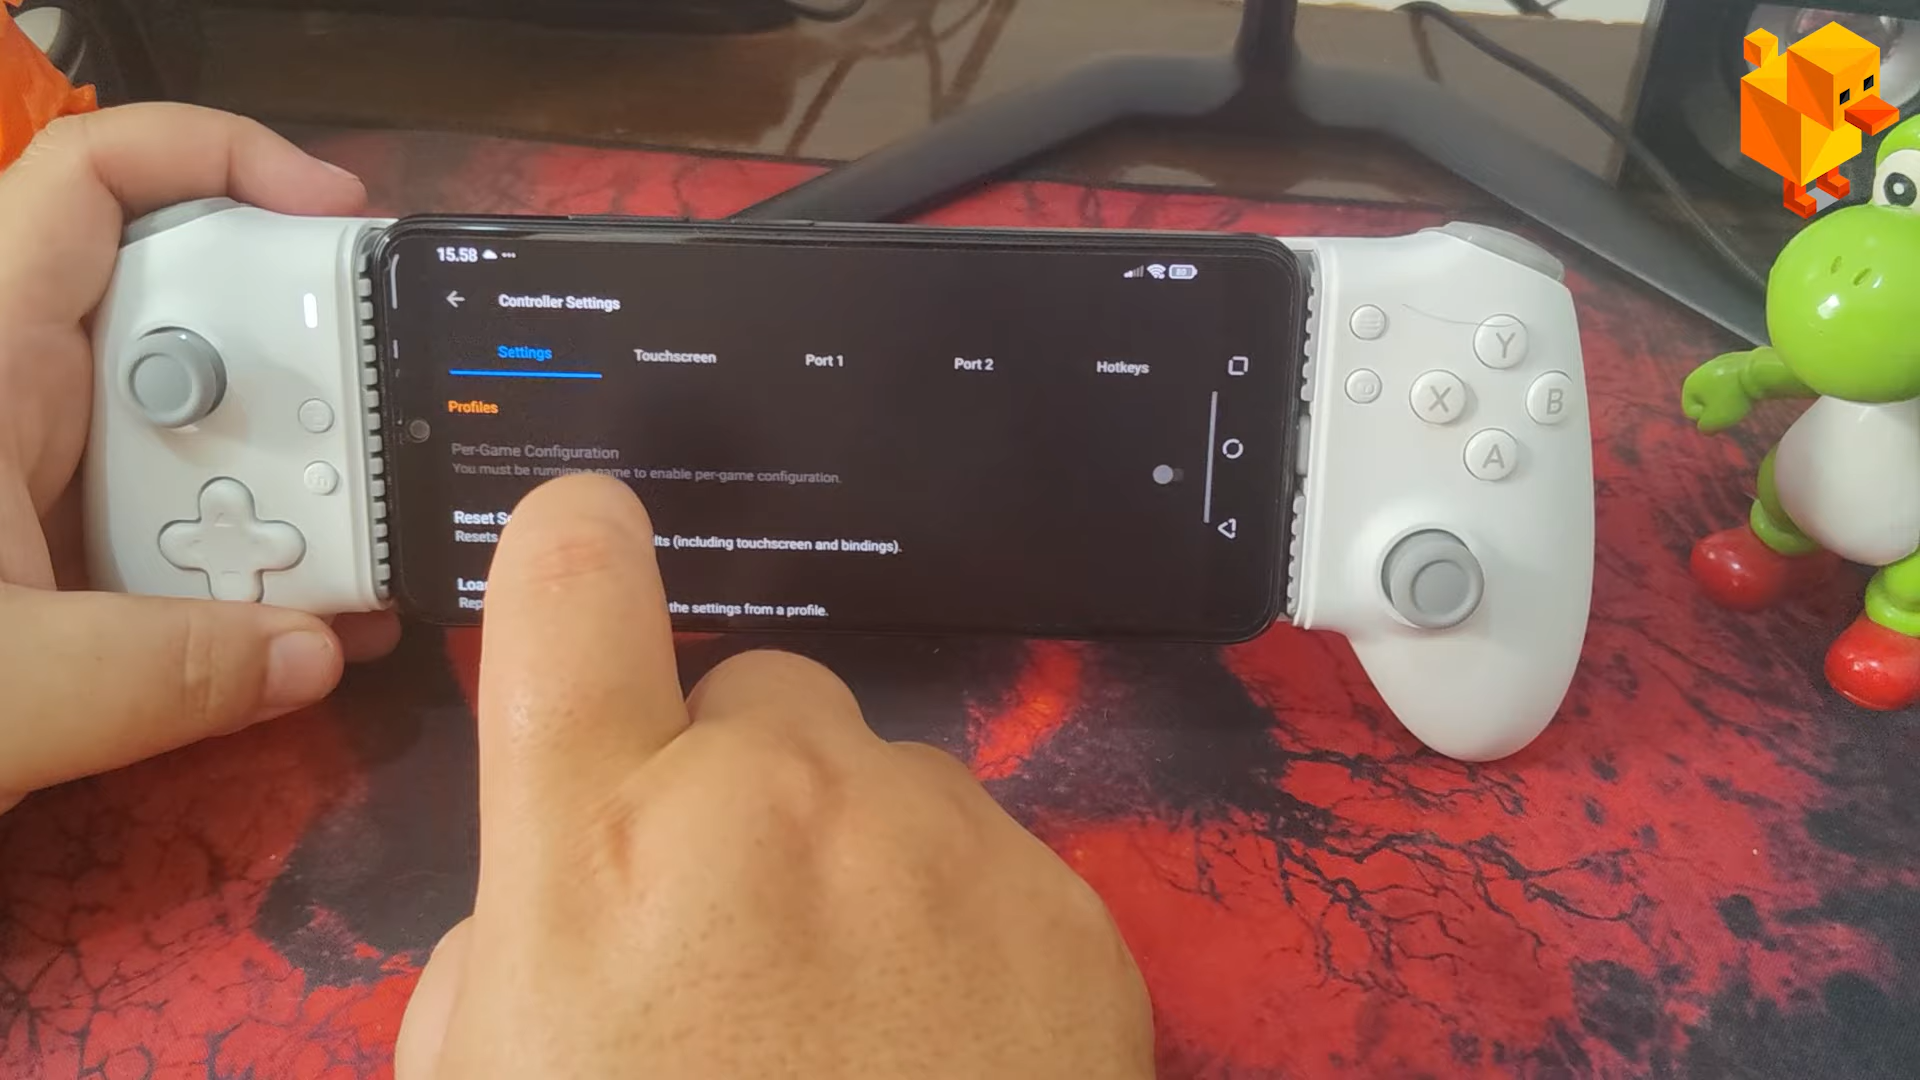 15.58
Controller Settings
Settings Touchscreen Port 1 Port 2 Hotkeys
Profiles
Per-Game Configuration
You must be running a game to enable per-game configuration.
Reset
Resets (including touchscreen and bindings).
the settings from a profile.
Y
X
B
A